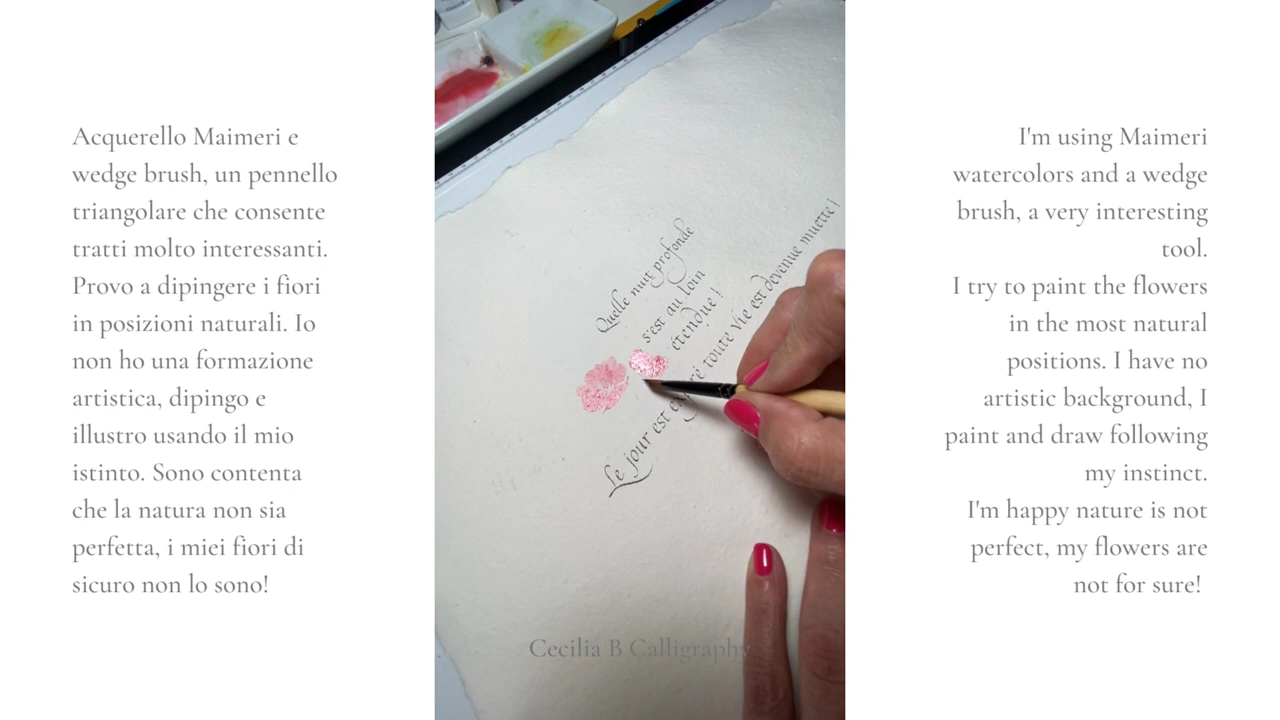 Acquerello Maimeri e
wedge brush, un pennello
triangolare che consente
tratti molto interessanti.
Provo a dipingere i fiori
in posizioni naturali. Io
non ho una formazione
artistica, dipingo e
illustro usando il mio
istinto. Sono contenta
che la natura non sia
perfetta, i miei fiori di
sicuro non lo sono!
Quelle nuit profonde
s'est au loin
étendue !
Le jour est toute vie est devenue muette !
Cecilia B Calligraphy
I'm using Maimeri
watercolors and a wedge
brush, a very interesting
tool.
I try to paint the flowers
in the most natural
positions. I have no
artistic background, I
paint and draw following
my instinct.
I'm happy nature is not
perfect, my flowers are
not for sure!